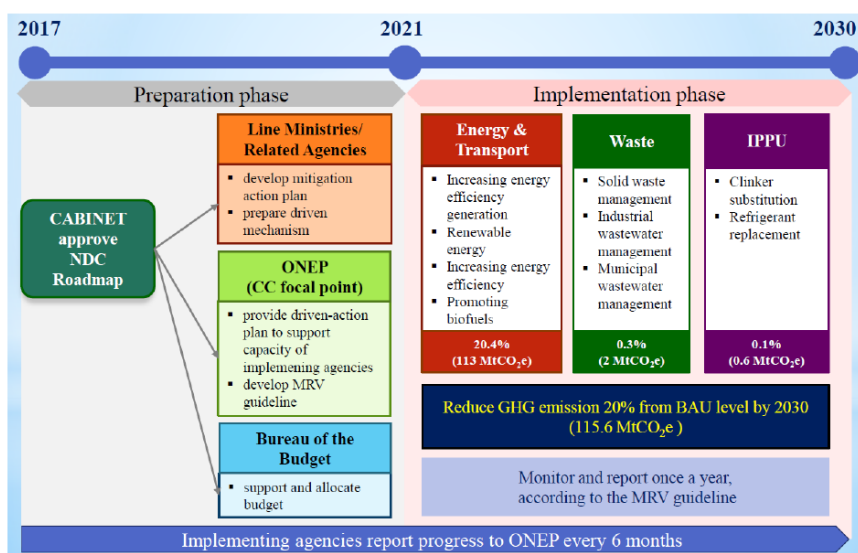 2017
2021
2030
Preparation phase
Implementation phase
CABINET
approve
NDC
Roadmap
Line Ministries/
Related Agencies
▪ develop mitigation
action plan
▪ prepare driven
mechanism
ONEP
(CC focal point)
▪ provide driven-action
plan to support
capacity of
implemening agencies
▪ develop MRV
guideline
Bureau of the
Budget
▪ support and allocate
budget
Energy &
Transport
▪ Increasing energy
efficiency
generation
▪ Renewable
energy
▪ Increasing energy
efficiency
▪ Promoting
biofuels
20.4%
(113 MtCO₂e)
Waste
▪ Solid waste
management
▪ Industrial
wastewater
management
▪ Municipal
wastewater
management
0.3%
(2 MtCO₂e)
IPPU
▪ Clinker
substitution
▪ Refrigerant
replacement
0.1%
(0.6 MtCO₂e)
Reduce GHG emission 20% from BAU level by 2030
(115.6 MtCO₂e )
Monitor and report once a year,
according to the MRV guideline
Implementing agencies report progress to ONEP every 6 months